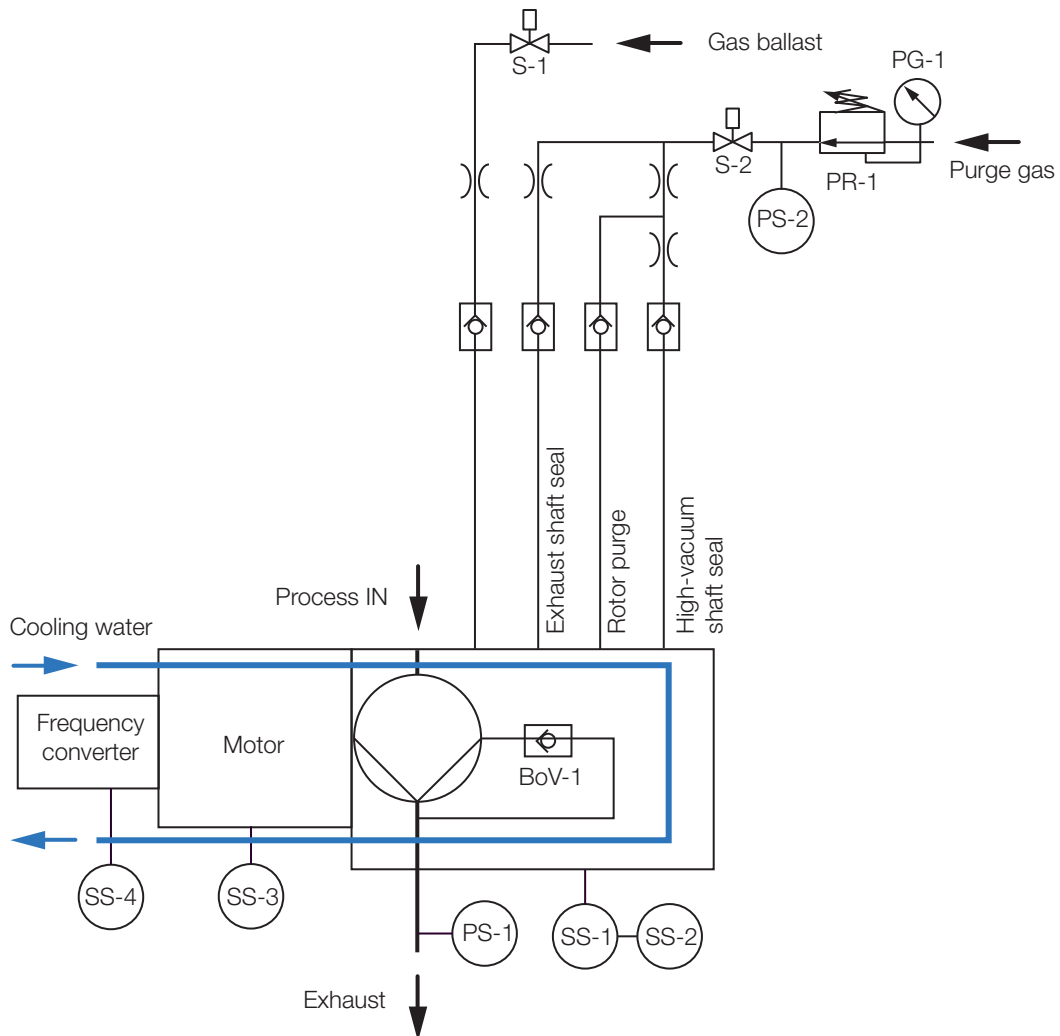 Gas ballast
S-1
PG-1
S-2
PR-1
Purge gas
PS-2
Exhaust shaft seal
Rotor purge
High-vacuum
shaft seal
Process IN
Cooling water
Frequency
converter
Motor
BoV-1
SS-4
SS-3
PS-1
SS-1
SS-2
Exhaust